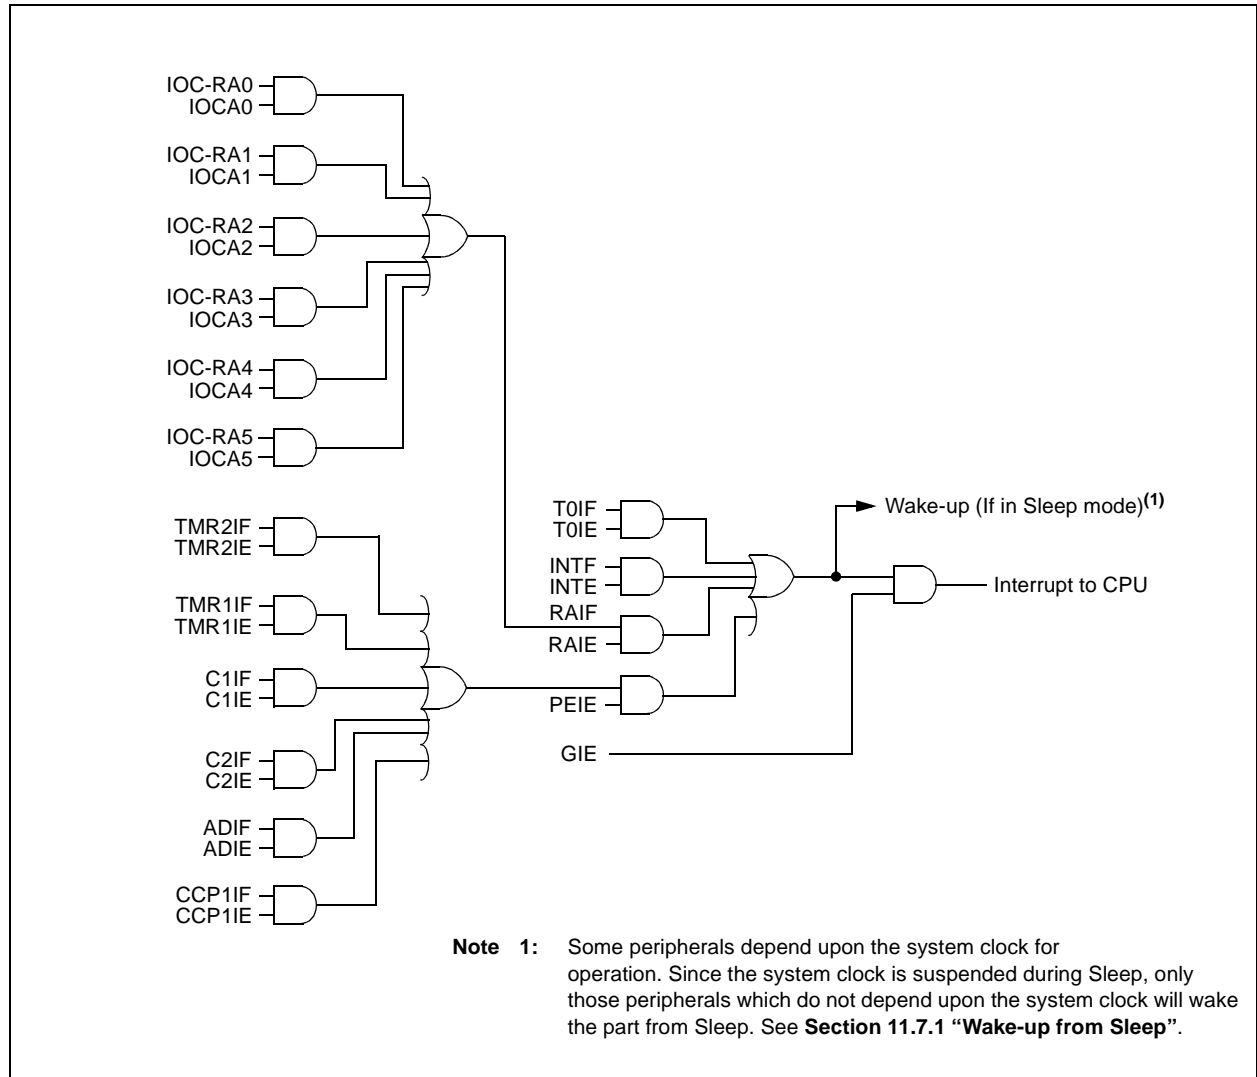 IOC-RA0
IOCA0
IOC-RA1
IOCA1
IOC-RA2
IOCA2
IOC-RA3
IOCA3
IOC-RA4
IOCA4
IOC-RA5
IOCA5
TMR2IF
TMR2IE
TMR1IF
TMR1IE
C1IF
C1IE
C2IF
C2IE
ADIF
ADIE
CCP1IF
CCP1IE
T0IF
T0IE
INTF
INTE
RAIF
RAIE
PEIE
GIE
Wake-up (If in Sleep mode)(1)
Interrupt to CPU
Note 1: Some peripherals depend upon the system clock for
operation. Since the system clock is suspended during Sleep, only
those peripherals which do not depend upon the system clock will wake
the part from Sleep. See Section 11.7.1 “Wake-up from Sleep”.